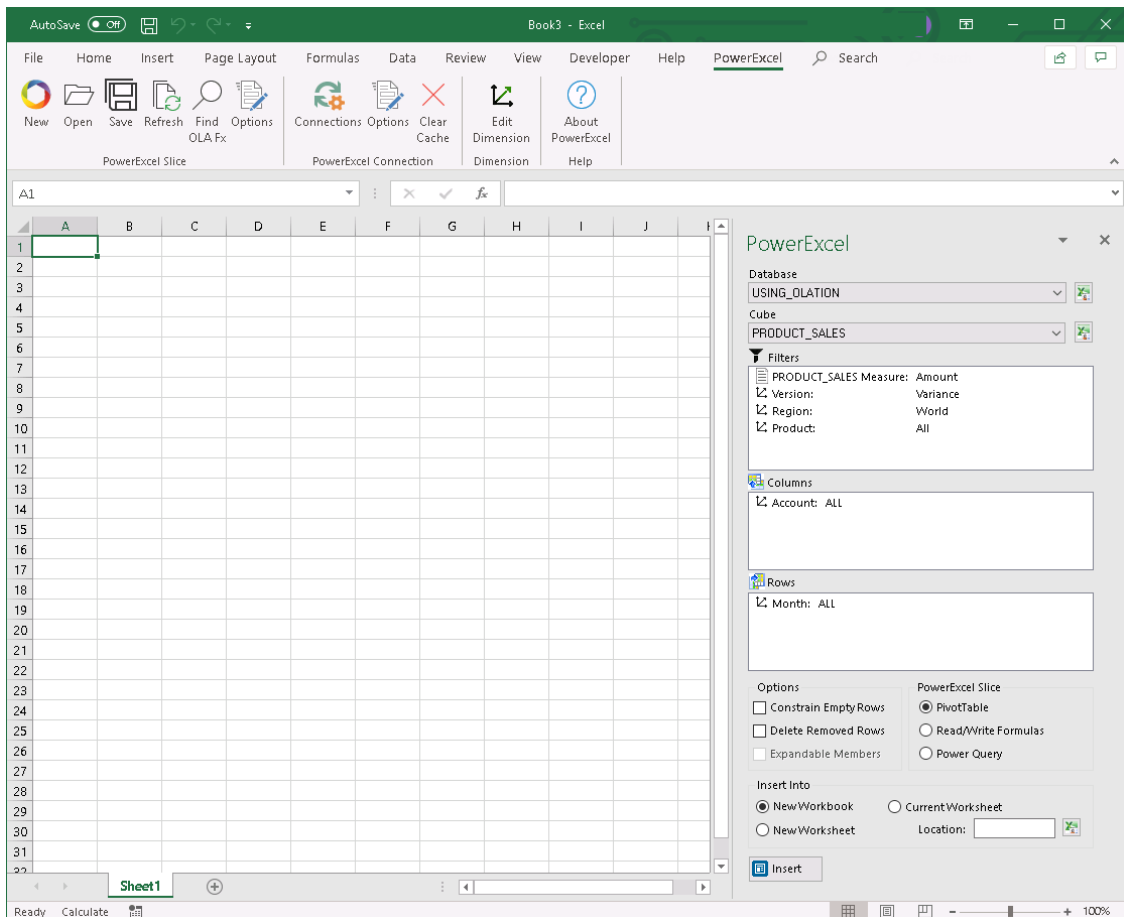 AutoSave Off Book3 - Excel
File Home Insert Page Layout Formulas Data Review View Developer Help PowerExcel Search
New Open Save Refresh Find OLA Fx Options Connections Options Clear Cache Edit Dimension About PowerExcel
PowerExcel Slice PowerExcel Connection Dimension Help
A1 fx
A B C D E F G H I J
1
2
3
4
5
6
7
8
9
10
11
12
13
14
15
16
17
18
19
20
21
22
23
24
25
26
27
28
29
30
31
32
PowerExcel
Database
USING_OLATION
Cube
PRODUCT_SALES
Filters
PRODUCT_SALES Measure: Amount
Version: Variance
Region: World
Product: All
Columns
Account: ALL
Rows
Month: ALL
Options PowerExcel Slice
Constrain Empty Rows PivotTable
Delete Removed Rows Read/Write Formulas
Expandable Members Power Query
Insert Into
New Workbook Current Worksheet
New Worksheet Location:
Insert
Sheet1
Ready Calculate 100%